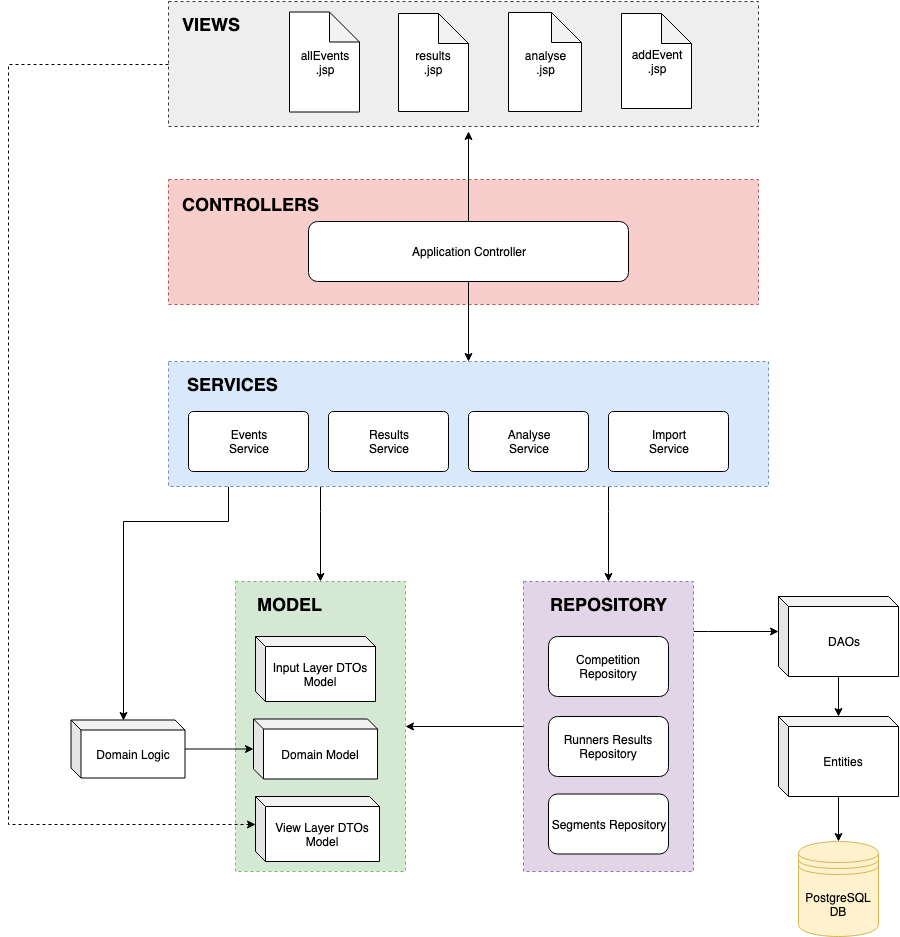 VIEWS
allEvents
.jsp
results
.jsp
analyse
.jsp
addEvent
.jsp
CONTROLLERS
Application Controller
SERVICES
Events
Service
Results
Service
Analyse
Service
Import
Service
MODEL
Input Layer DTOs
Model
Domain Logic
Domain Model
View Layer DTOs
Model
REPOSITORY
Competition
Repository
Runners Results
Repository
Segments Repository
DAOs
Entities
PostgreSQL
DB